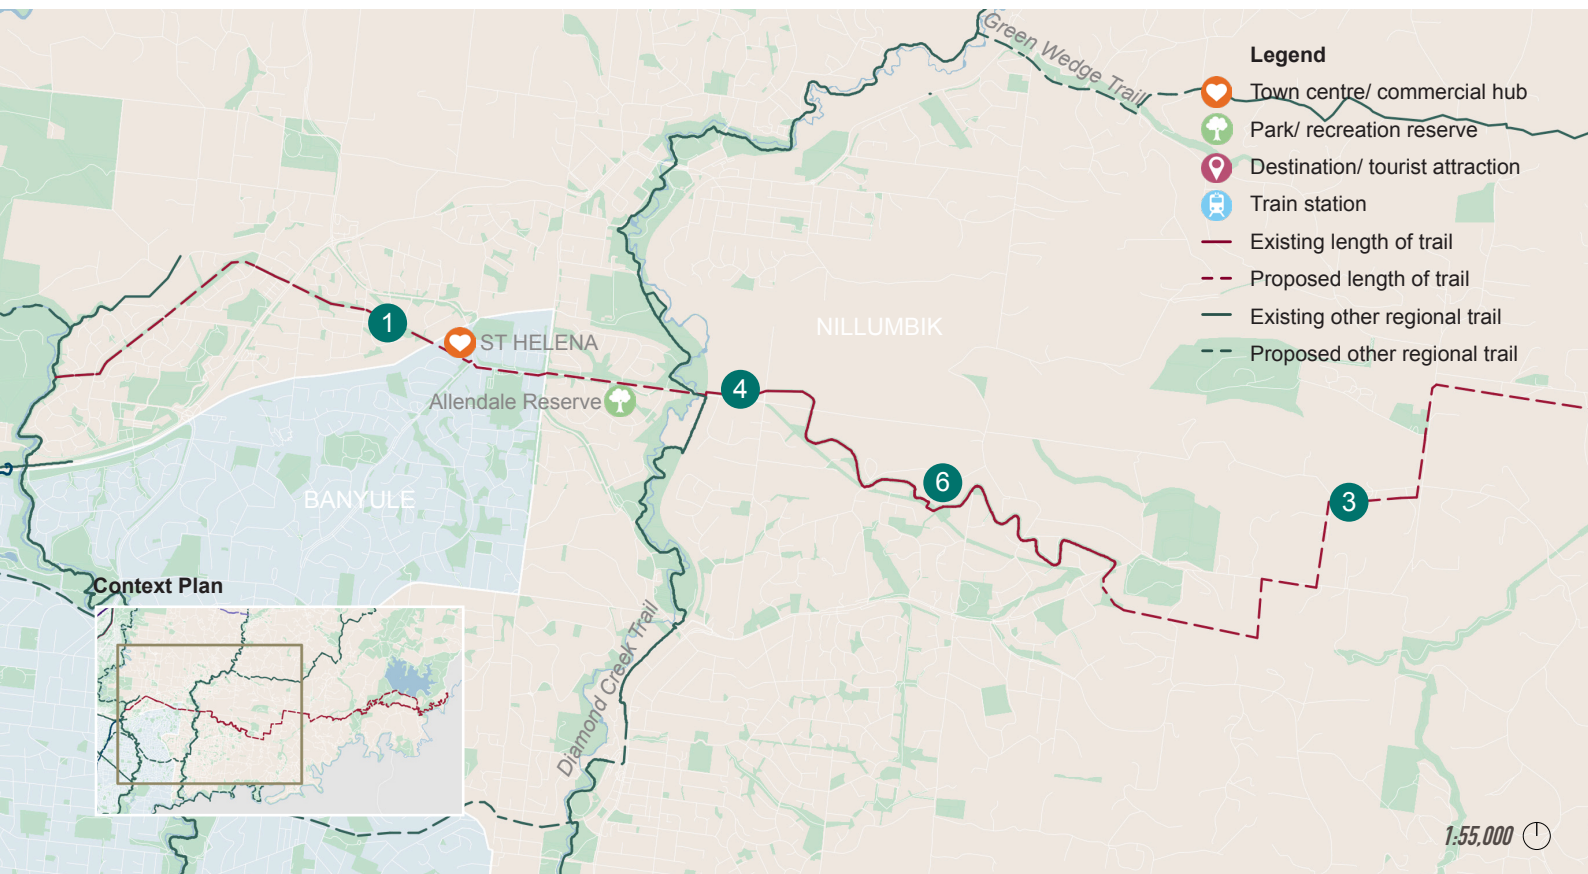 Green Wedge Trail
Legend
Town centre/ commercial hub
Park/ recreation reserve
Destination/ tourist attraction
Train station
Existing length of trail
Proposed length of trail
Existing other regional trail
Proposed other regional trail
1
ST HELENA
NILLUMBIK
4
Allendale Reserve
6
3
BANYULE
Context Plan
Diamond Creek Trail
1:55,000